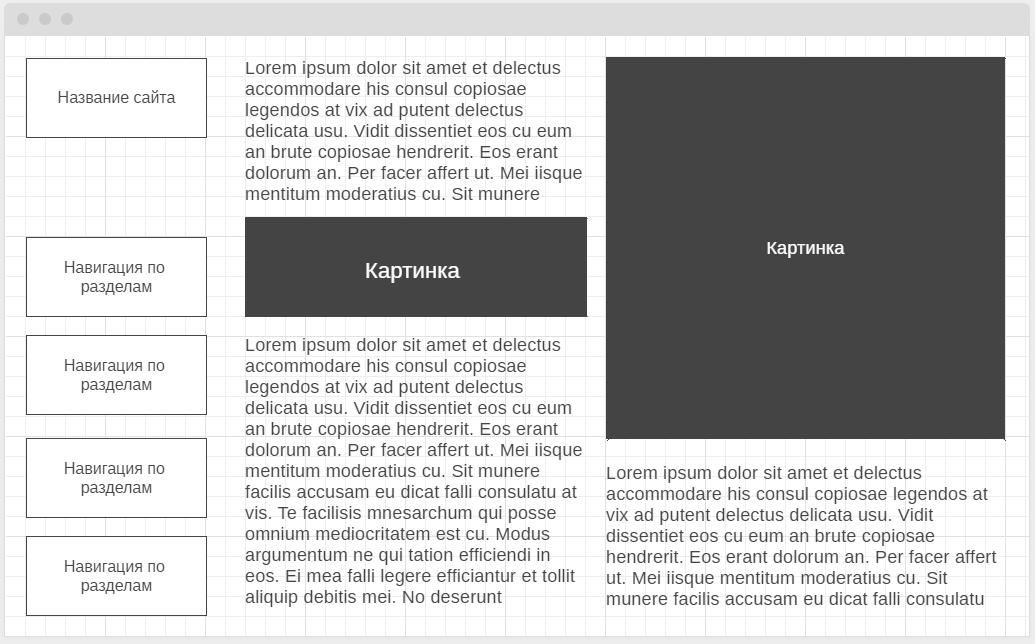 Название сайта
Навигация по
разделам
Навигация по
разделам
Навигация по
разделам
Навигация по
разделам
Lorem ipsum dolor sit amet et delectus
accommodare his consul copiosae
legendos at vix ad putent delectus
delicata usu. Vidit dissentiet eos cu eum
an brute copiosae hendrerit. Eos erant
dolorum an. Per facer affert ut. Mei iisque
mentitum moderatius cu. Sit munere
Картинка
Lorem ipsum dolor sit amet et delectus
accommodare his consul copiosae
legendos at vix ad putent delectus
delicata usu. Vidit dissentiet eos cu eum
an brute copiosae hendrerit. Eos erant
dolorum an. Per facer affert ut. Mei iisque
mentitum moderatius cu. Sit munere
facilis accusam eu dicat falli consulatu at
vis. Te facilisis mnesarchum qui posse
omnium mediocritatem est cu. Modus
argumentum ne qui tation efficiendi in
eos. Ei mea falli legere efficiantur et tollit
aliquip debitis mei. No deserunt
Картинка
Lorem ipsum dolor sit amet et delectus
accommodare his consul copiosae legendos at
vix ad putent delectus delicata usu. Vidit
dissentiet eos cu eum an brute copiosae
hendrerit. Eos erant dolorum an. Per facer affert
ut. Mei iisque mentitum moderatius cu. Sit
munere facilis accusam eu dicat falli consulatu